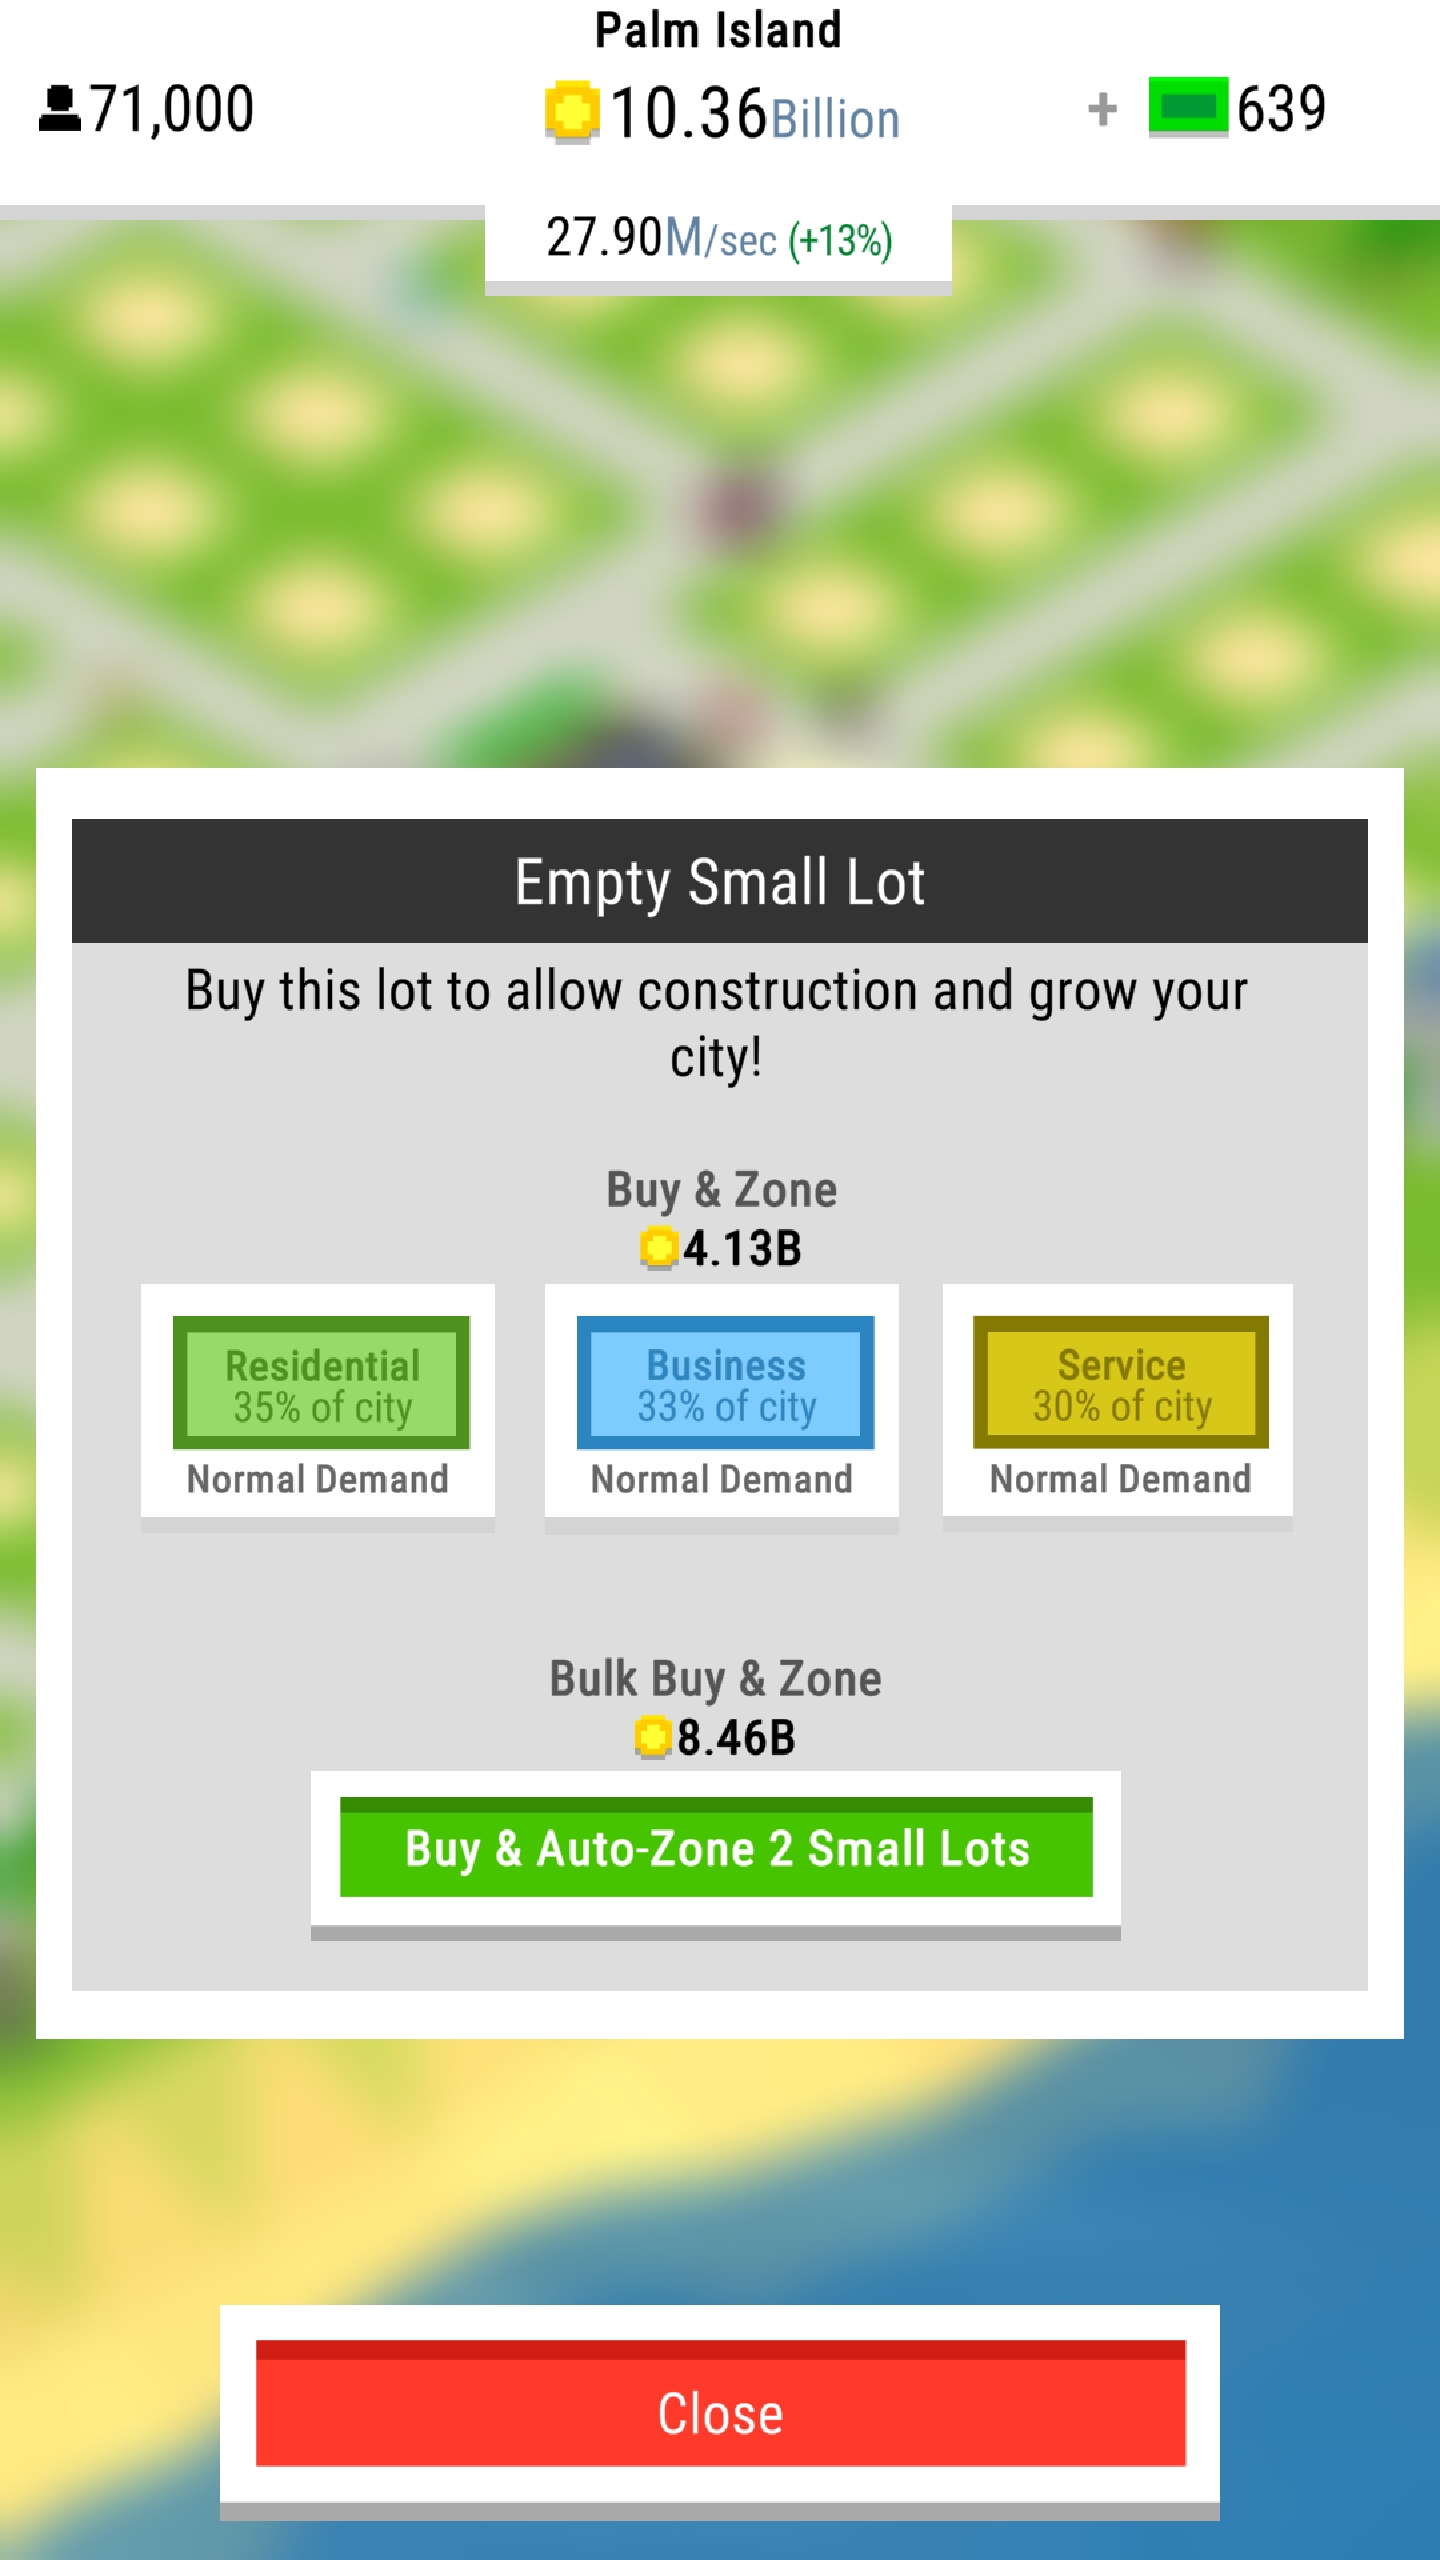 Palm Island
71,000
10.36Billion
+ 639
27.90M/sec (+13%)
Empty Small Lot
Buy this lot to allow construction and grow your
city!
Buy & Zone
4.13B
Residential
35% of city
Normal Demand
Business
33% of city
Normal Demand
Service
30% of city
Normal Demand
Bulk Buy & Zone
8.46B
Buy & Auto-Zone 2 Small Lots
Close